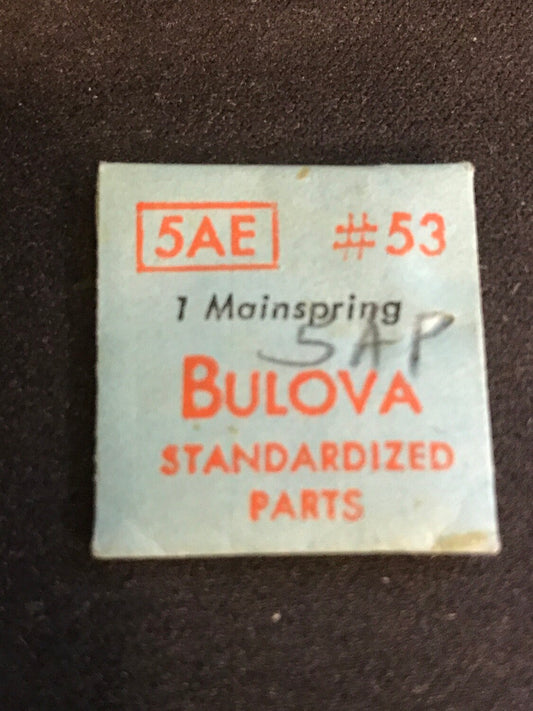 5AE #53
1 Mainspring
5AP
BULOVA
STANDARDIZED
PARTS